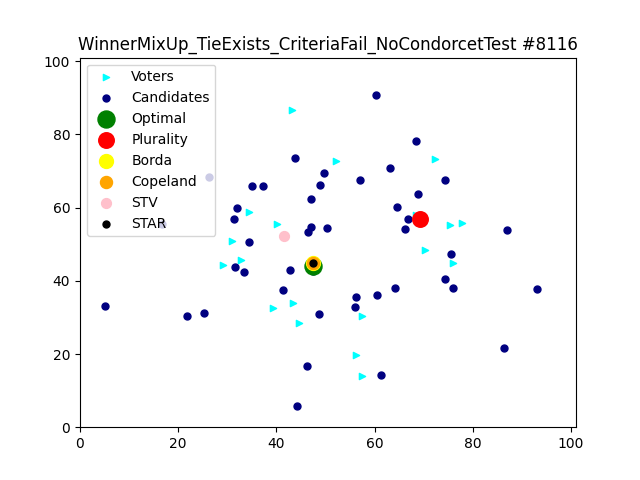 WinnerMixUp_TieExists_CriteriaFail_NoCondorcetTest #8116
100
80
60
40
20
0
0 20 40 60 80 100
Voters
Candidates
Optimal
Plurality
Borda
Copeland
STV
STAR